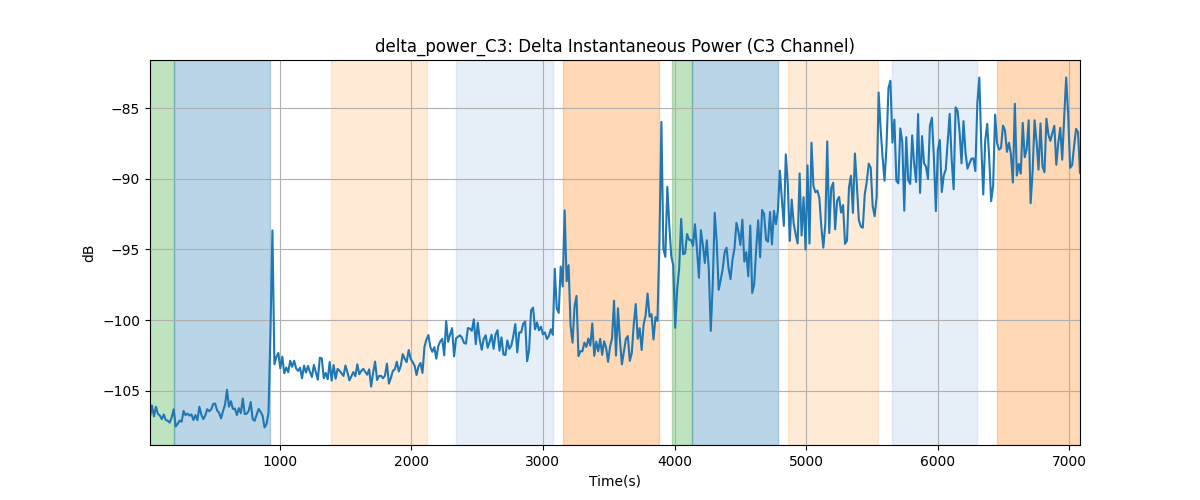 delta_power_C3: Delta Instantaneous Power (C3 Channel)
dB
−85
−90
−95
−100
−105
1000 2000 3000 4000 5000 6000 7000
Time(s)